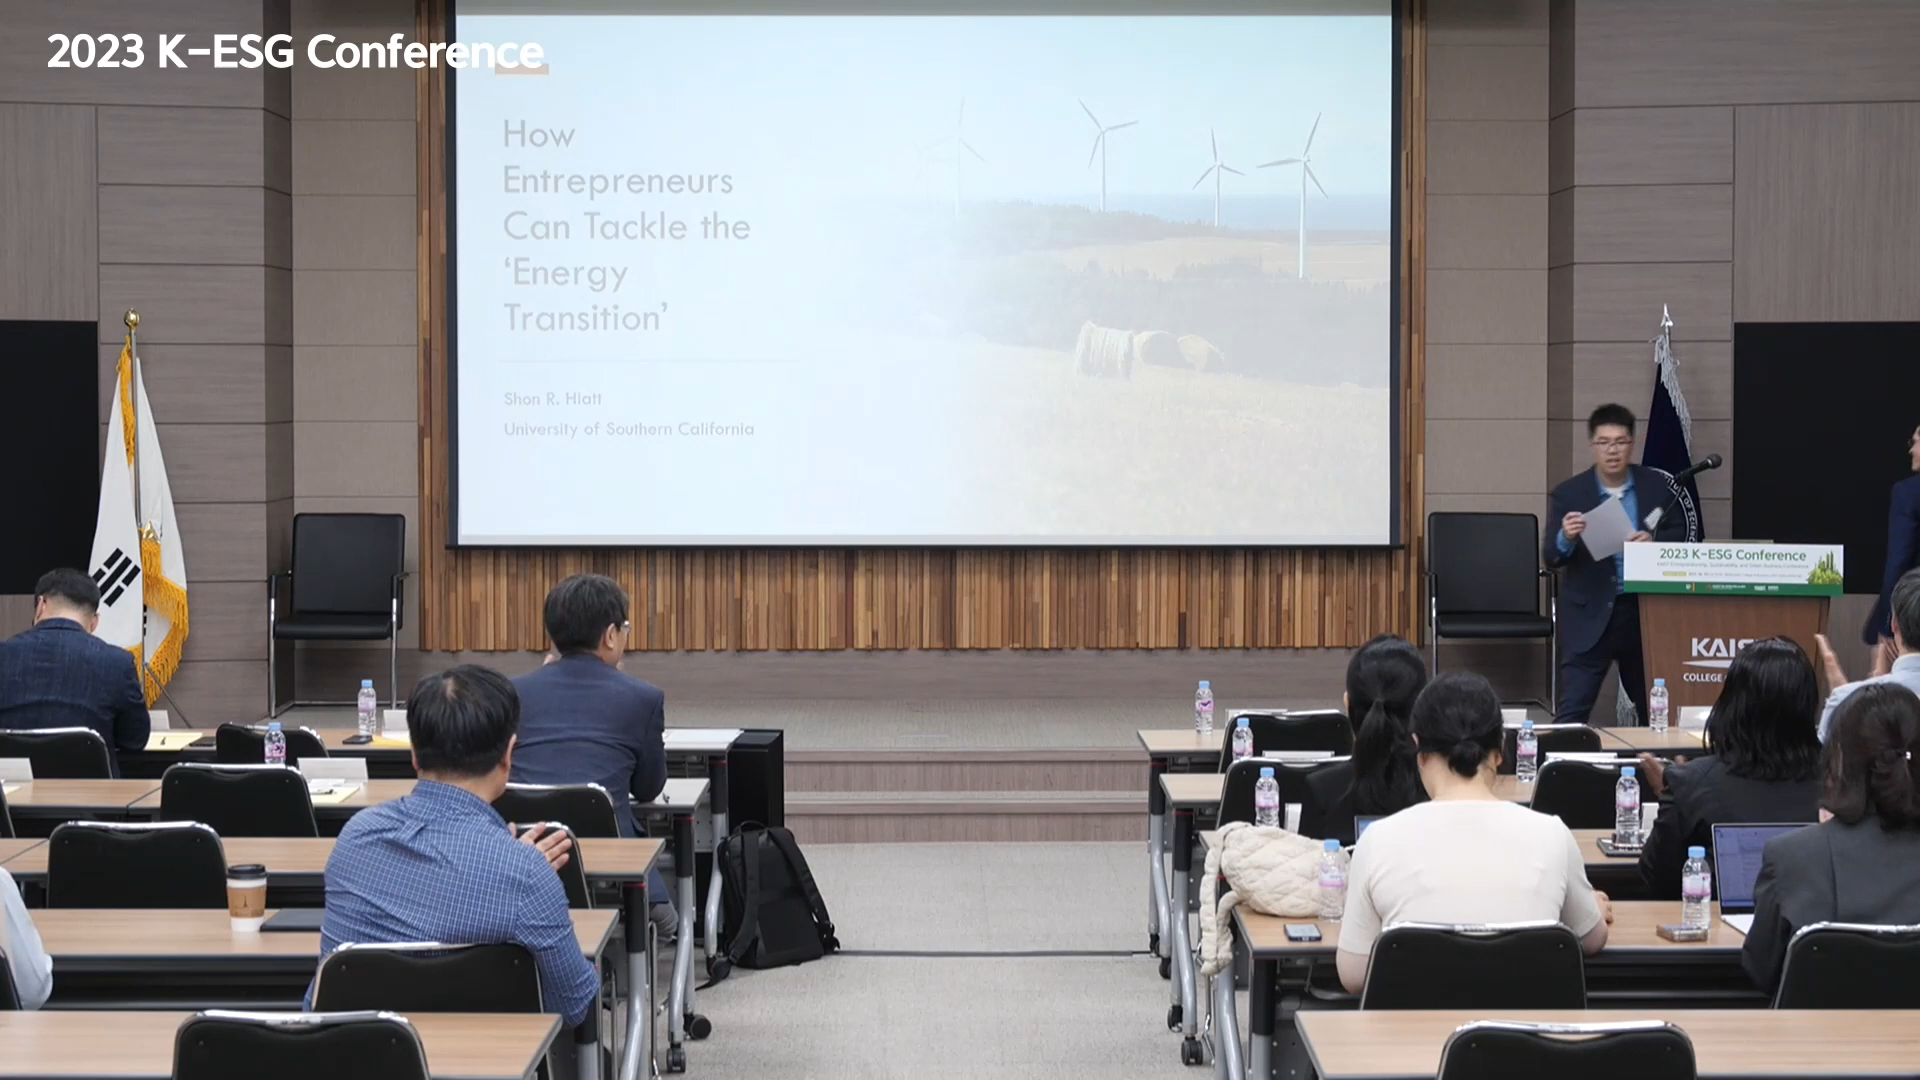 2023 K-ESG Conference
How
Entrepreneurs
Can Tackle the
‘Energy
Transition’
Shon R. Hiatt
University of Southern California
2023 K-ESG Conference
KAIS
COLLEGE